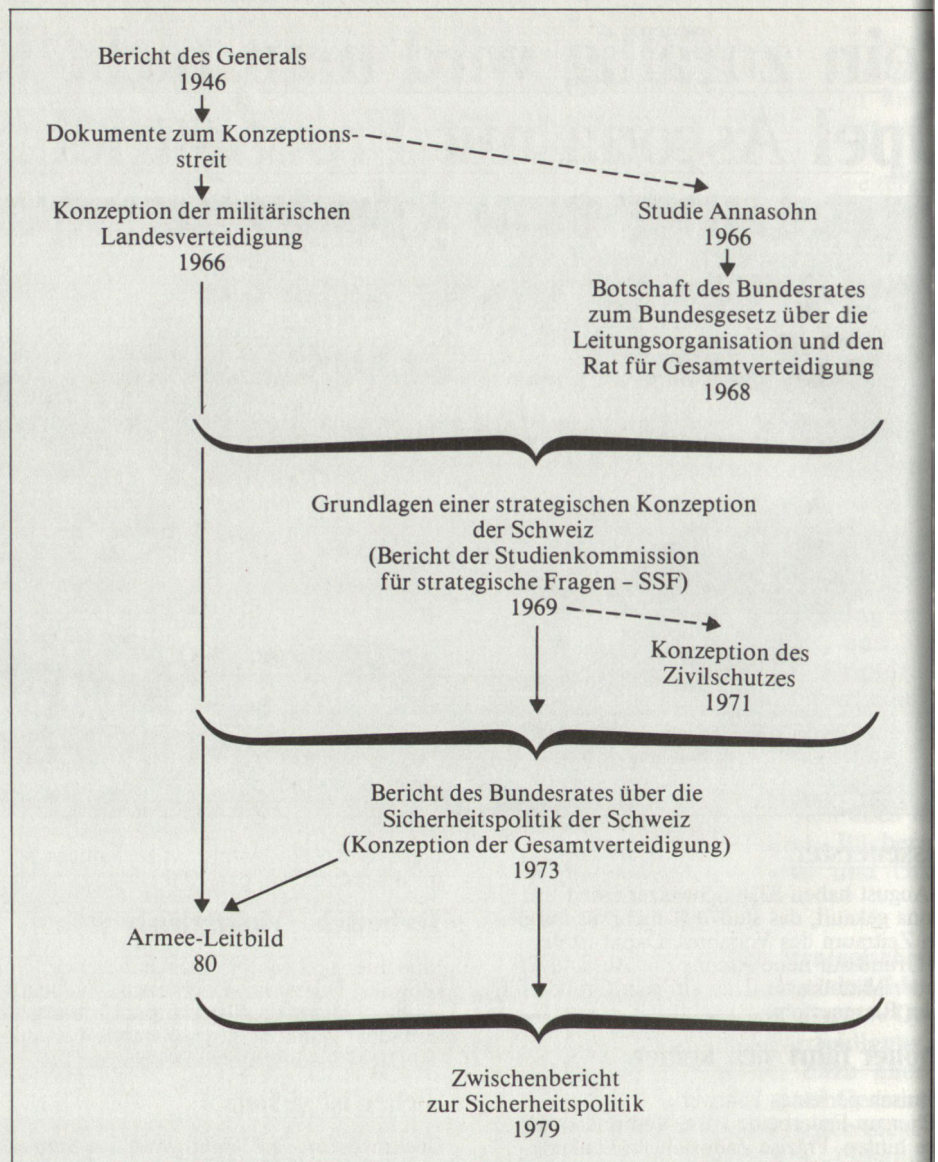 Bericht des Generals
1946
Dokumente zum Konzeptions-
streit
Konzeption der militärischen
Landesverteidigung
1966
Studie Annasohn
1966
Botschaft des Bundesrates
zum Bundesgesetz über die
Leitungsorganisation und den
Rat für Gesamtverteidigung
1968
Grundlagen einer strategischen Konzeption
der Schweiz
(Bericht der Studienkommission
für strategische Fragen – SSF)
1969
Konzeption des
Zivilschutzes
1971
Bericht des Bundesrates über die
Sicherheitspolitik der Schweiz
(Konzeption der Gesamtverteidigung)
1973
Armee-Leitbild
80
Zwischenbericht
zur Sicherheitspolitik
1979